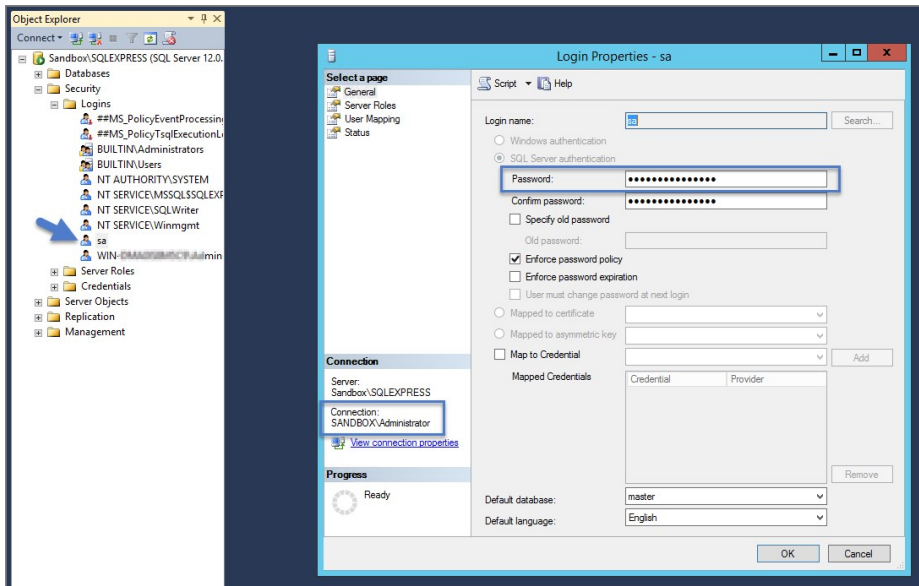 Object Explorer
Connect
Sandbox\SQLEXPRESS (SQL Server 12.0.
Databases
Security
Logins
##MS_PolicyEventProcessing
##MS_PolicyTsqlExecutionL
BUILTIN\Administrators
BUILTIN\Users
NT AUTHORITY\SYSTEM
NT SERVICE\MSSQL$SQLEXP
NT SERVICE\SQLWriter
NT SERVICE\Winmgmt
sa
WIN-
Server Roles
Credentials
Server Objects
Replication
Management
Login Properties - sa
Select a page
General
Server Roles
User Mapping
Status
Connection
Server:
Sandbox\SQLEXPRESS
Connection:
SANDBOX\Administrator
View connection properties
Progress
Ready
Script Help
Login name: sa Search...
Windows authentication
SQL Server authentication
Password: ●●●●●●●●●●●●●●●
Confirm password: ●●●●●●●●●●●●●●●
Specify old password
Old password:
Enforce password policy
Enforce password expiration
User must change password at next login
Mapped to certificate
Mapped to asymmetric key
Map to Credential Add
Mapped Credentials Credential Provider
Remove
Default database: master
Default language: English
OK Cancel